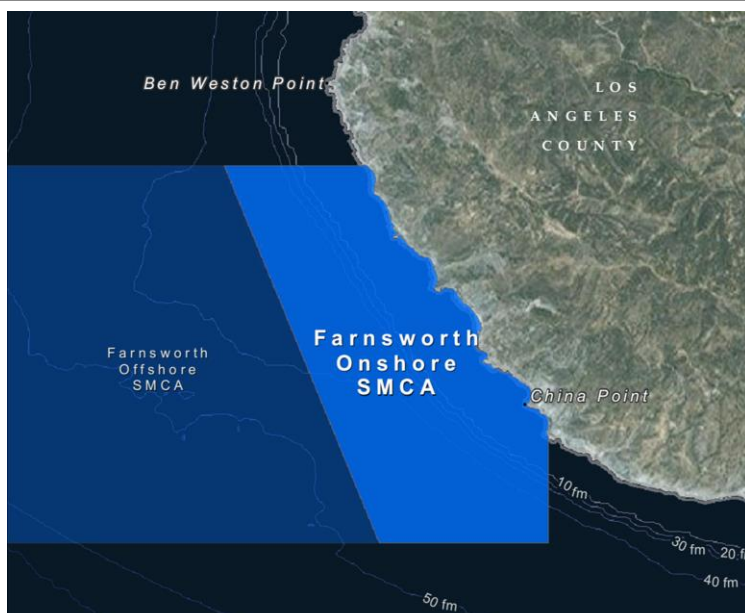 Ben Weston Point
LOS
ANGELES
COUNTY
Farnsworth
Onshore
SMCA
Farnsworth
Offshore
SMCA
China Point
10 fm
30 fm
20 fm
40 fm
50 fm